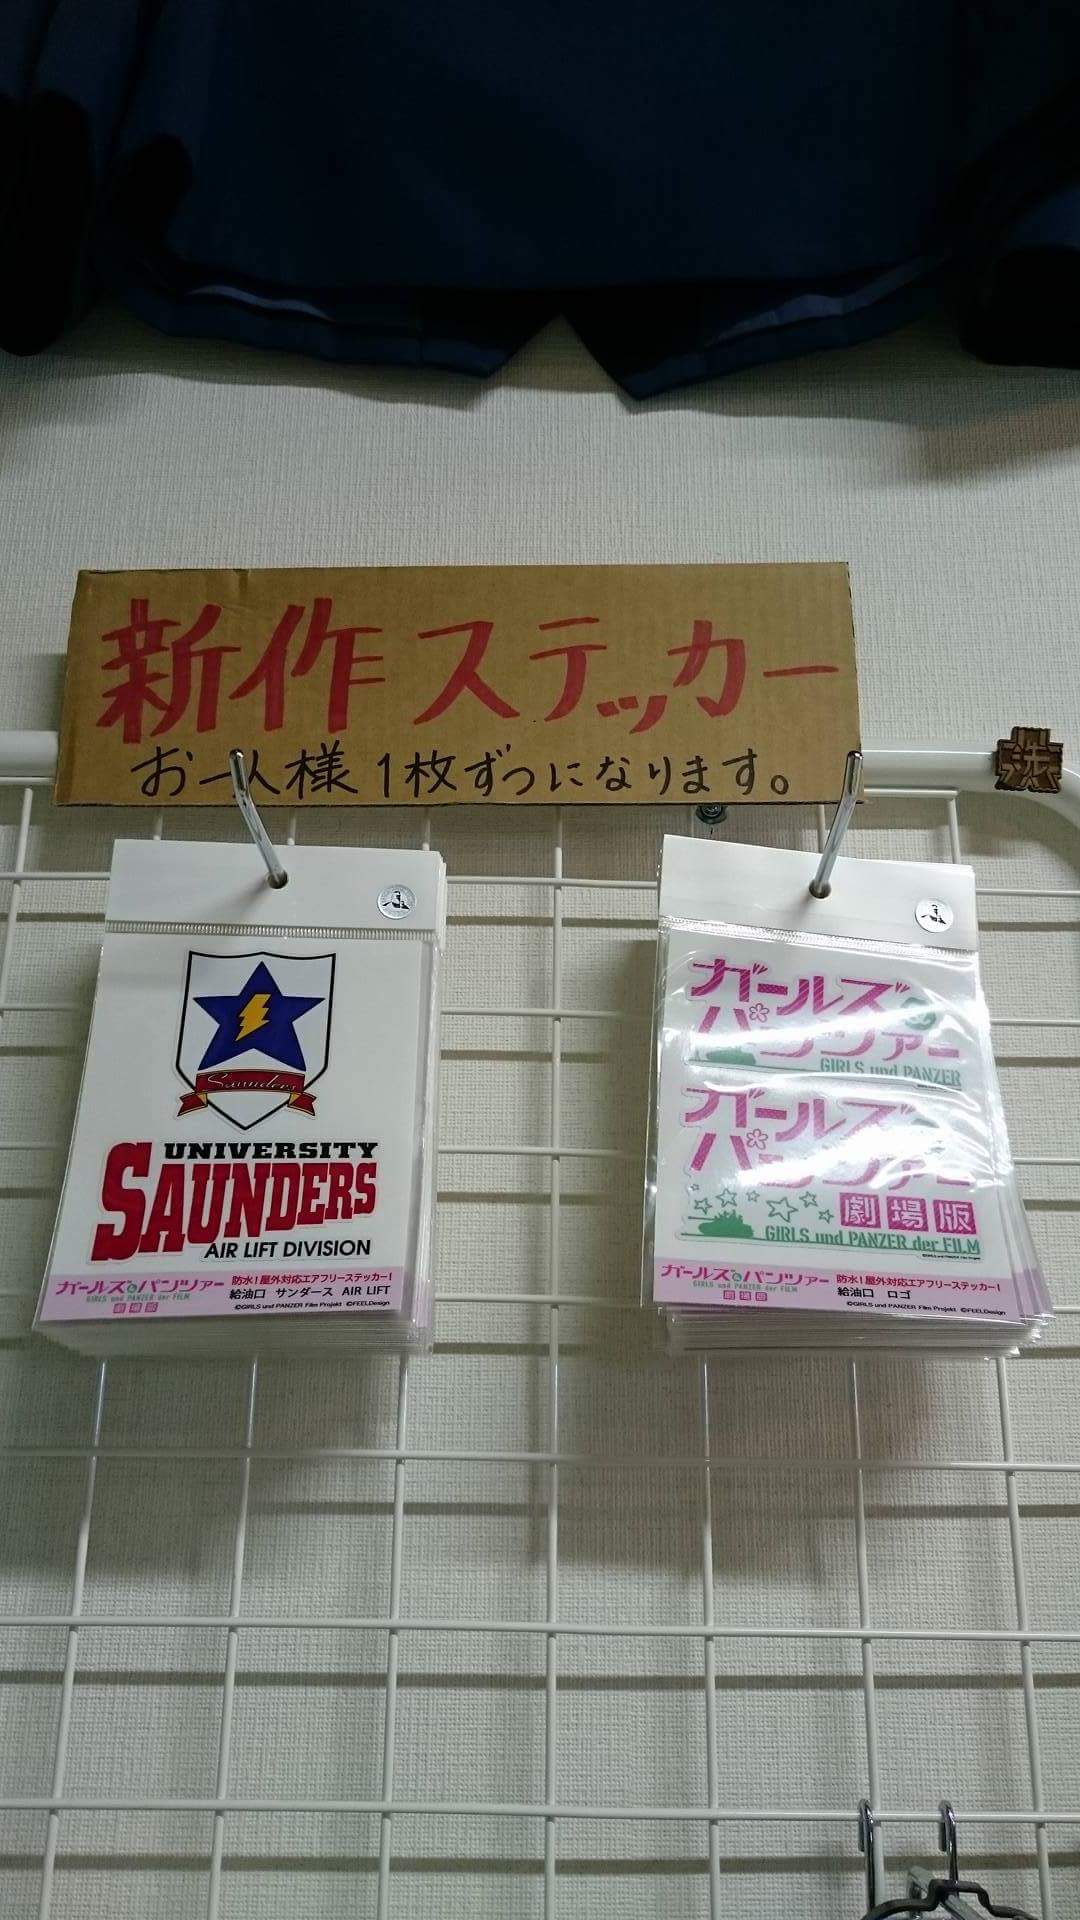 新作ステッカー
お一人様1枚ずつになります。
洗
Saunders
UNIVERSITY
SAUNDERS
AIR LIFT DIVISION
ガールズ&パンツァー
GIRLS und PANZER der FILM
劇場版
防水!屋外対応エアフリーステッカー!
給油口 サンダース AIR LIFT
©GIRLS und PANZER Film Projekt ©FEELDesign
ガールズ&
パンツァー
GIRLS und PANZER
ガールズ&
パンツァー
劇場版
GIRLS und PANZER der FILM
©GIRLS und PANZER Film Projekt
ガールズ&パンツァー
GIRLS und PANZER der FILM
劇場版
防水!屋外対応エアフリーステッカー!
給油口 ロゴ
©GIRLS und PANZER Film Projekt ©FEELDesign